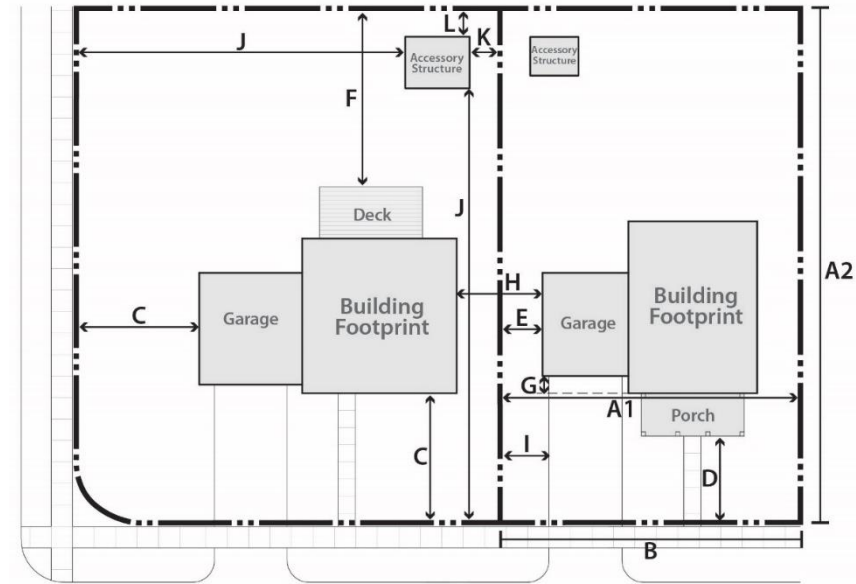 L
J
K
Accessory
Structure
Accessory
Structure
F
J
Deck
A2
H
C
Garage
Building
Footprint
E
Garage
Building
Footprint
G
A1
Porch
C
I
D
B